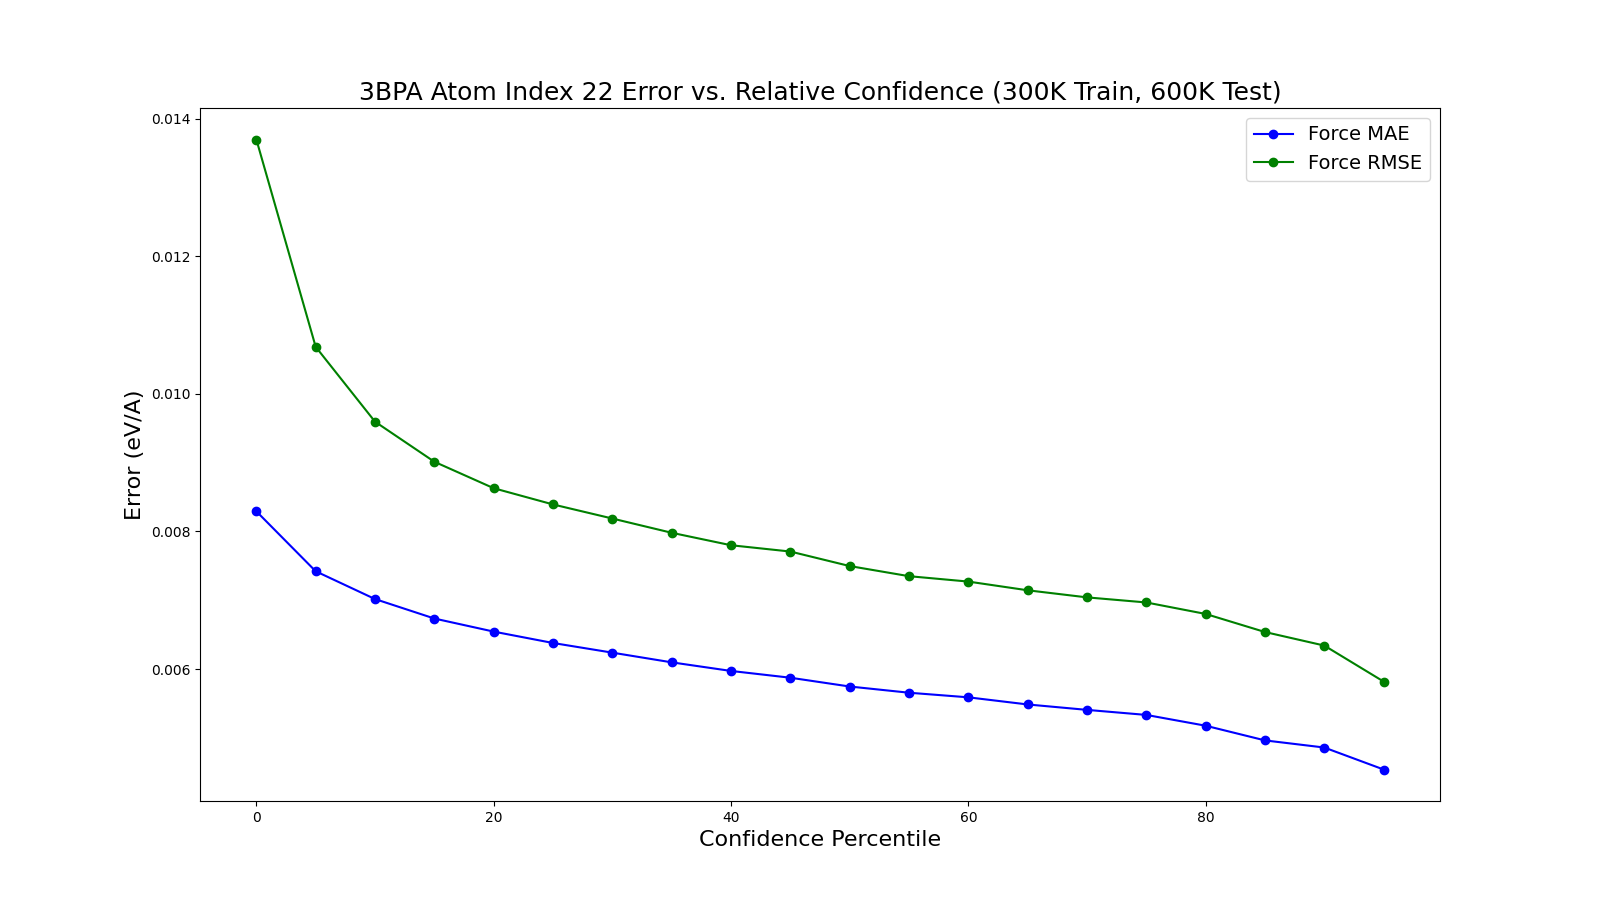 3BPA Atom Index 22 Error vs. Relative Confidence (300K Train, 600K Test)
Force MAE
Force RMSE
Error (eV/A)
0.014
0.012
0.010
0.008
0.006
0 20 40 60 80
Confidence Percentile